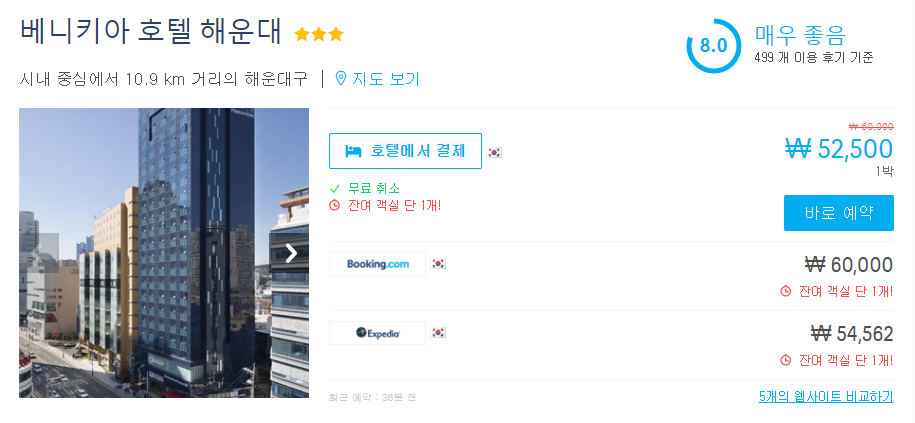 베니키아 호텔 해운대
8.0
매우 좋음
499 개 이용 후기 기준
시내 중심에서 10.9 km 거리의 해운대구 | 지도 보기
₩ 60,000
호텔에서 결제
₩ 52,500
1박
무료 취소
잔여 객실 단 1개!
바로 예약
Booking.com
₩ 60,000
잔여 객실 단 1개!
Expedia
₩ 54,562
잔여 객실 단 1개!
최근 예약 : 36분 전
5개의 웹사이트 비교하기